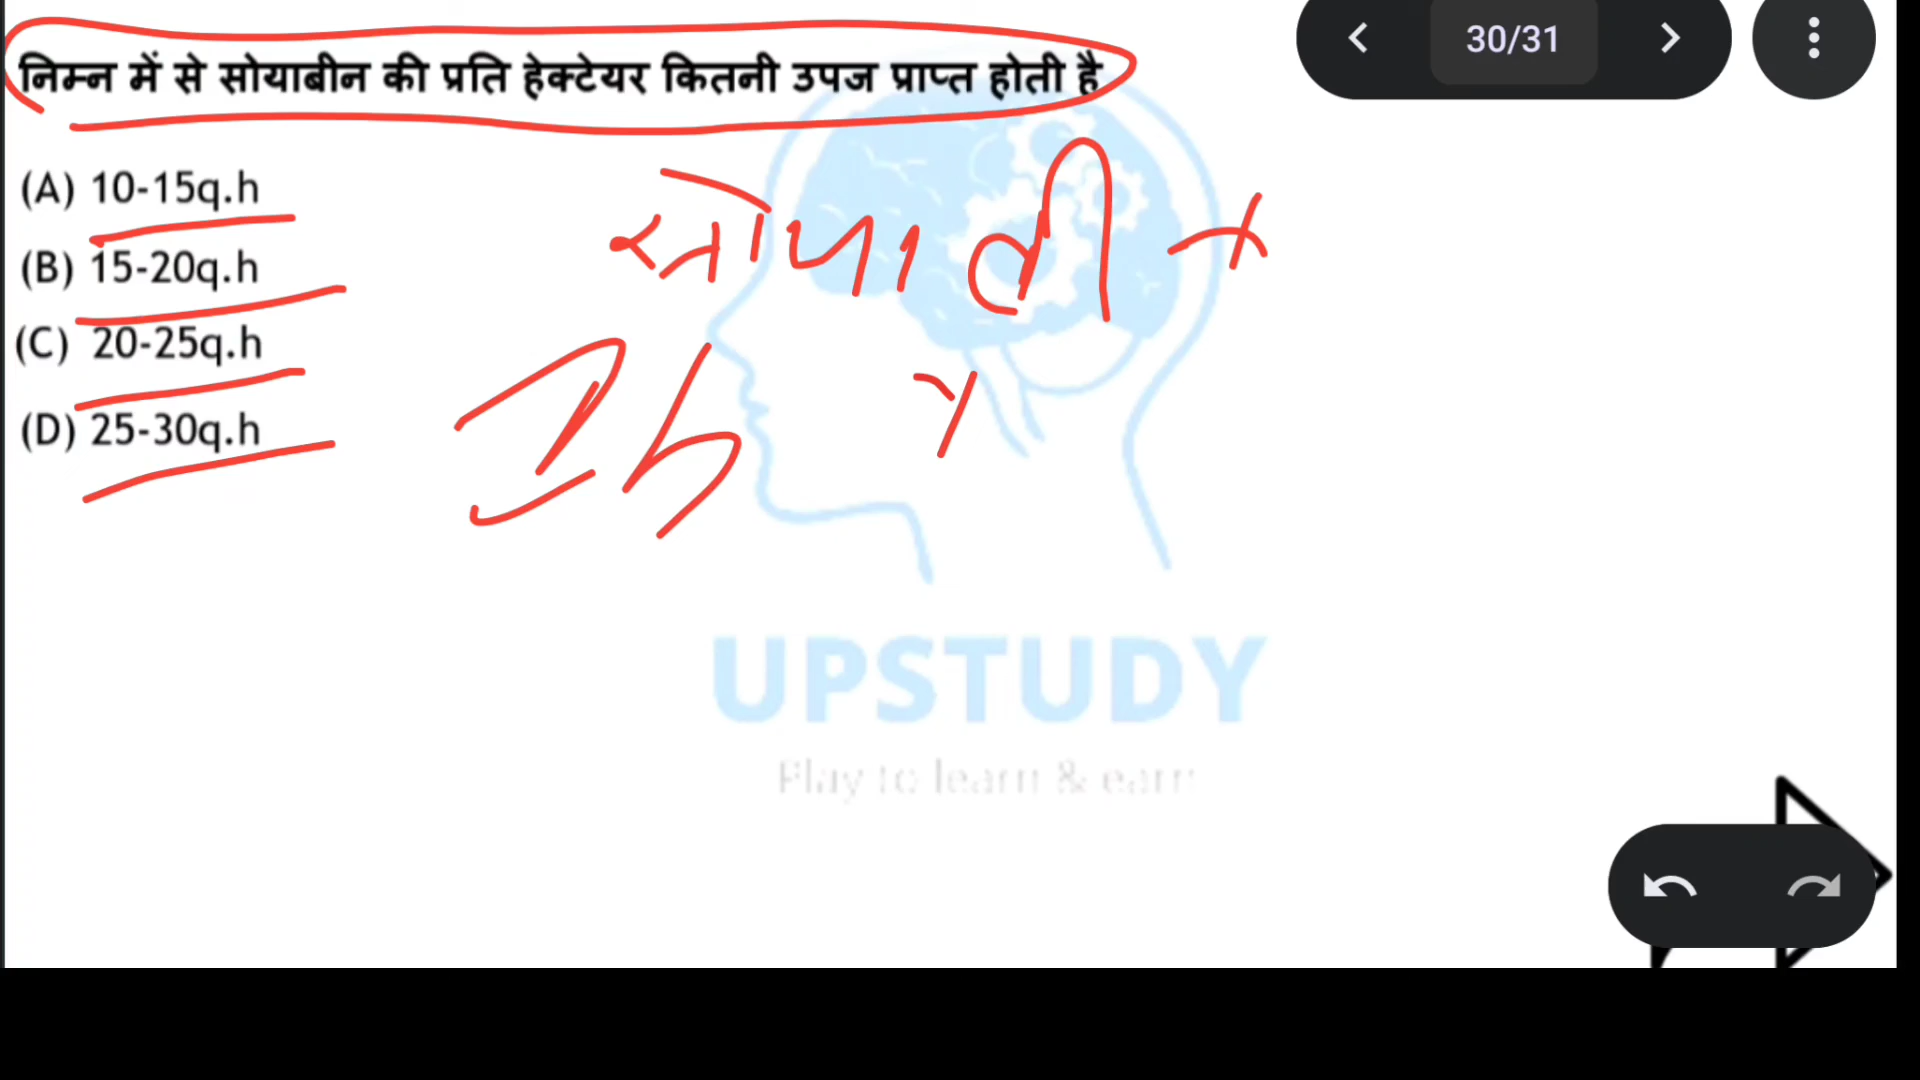 30/31
निम्न में से सोयाबीन की प्रति हेक्टेयर कितनी उपज प्राप्त होती है
(A) 10-15q.h
(B) 15-20q.h
(C) 20-25q.h
(D) 25-30q.h
UPSTUDY
Play to learn & earn